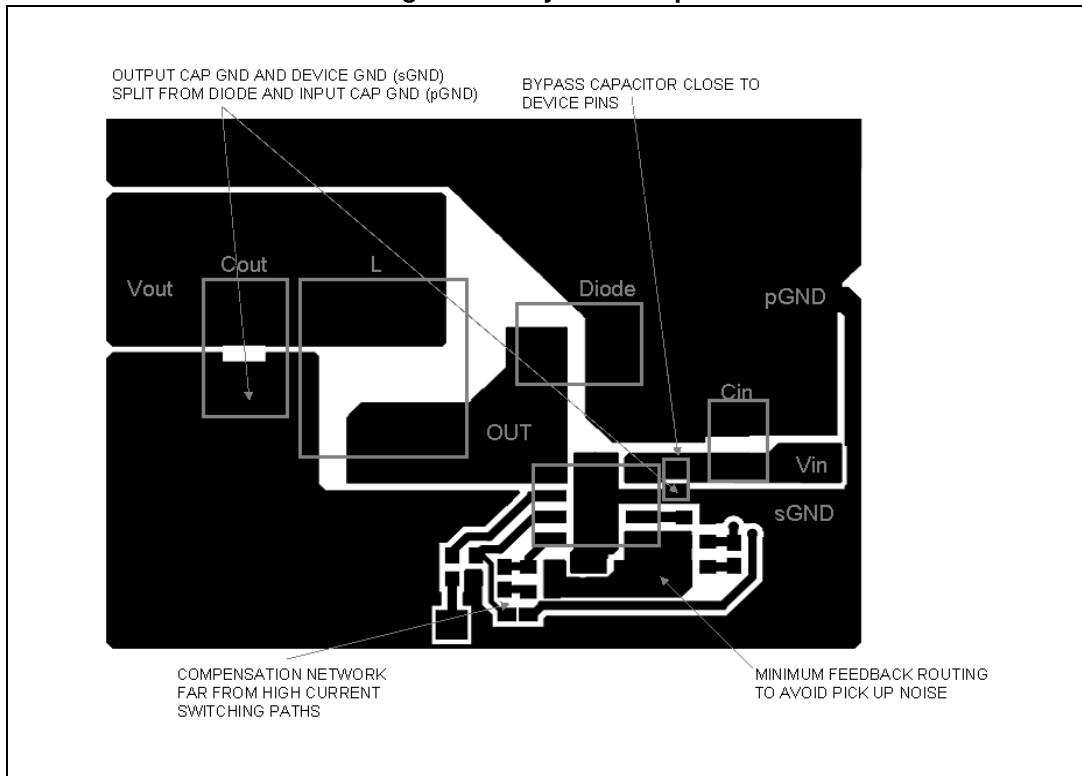 OUTPUT CAP GND AND DEVICE GND (sGND)
SPLIT FROM DIODE AND INPUT CAP GND (pGND)
BYPASS CAPACITOR CLOSE TO
DEVICE PINS
Cout
L
Vout
Diode
pGND
Cin
OUT
Vin
sGND
COMPENSATION NETWORK
FAR FROM HIGH CURRENT
SWITCHING PATHS
MINIMUM FEEDBACK ROUTING
TO AVOID PICK UP NOISE